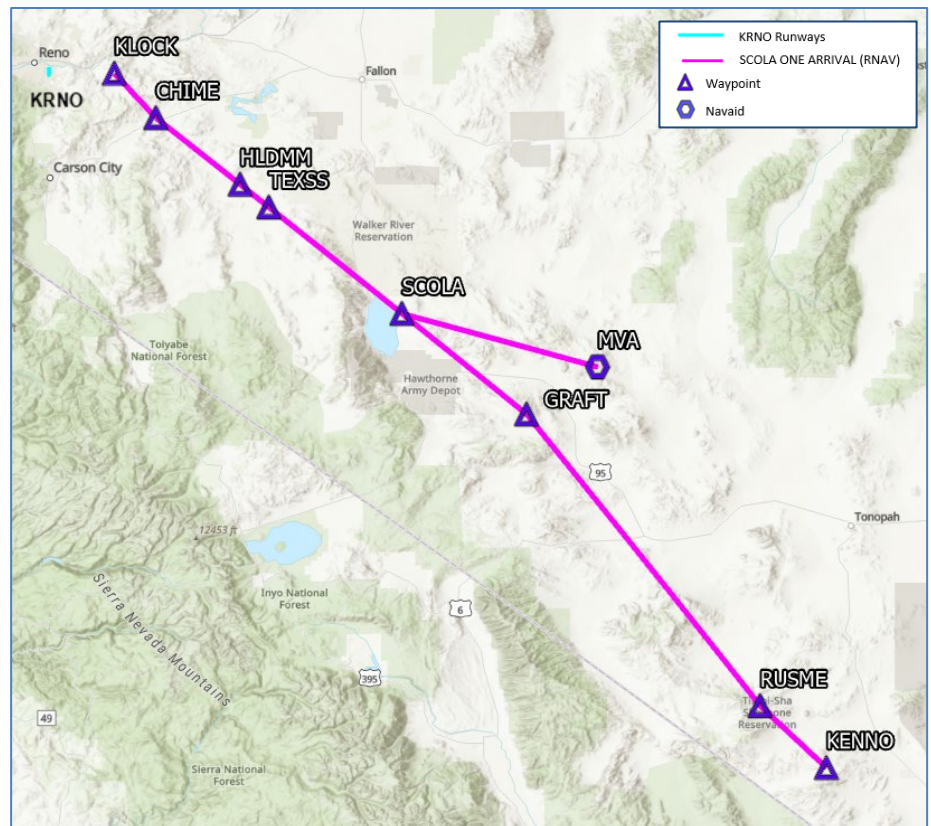 KRNO Runways
SCOLA ONE ARRIVAL (RNAV)
Waypoint
Navaid
KLOCK
Reno
KRNO
CHIME
Fallon
Carson City
HLDMM
TEXSS
Walker River
Reservation
SCOLA
MVA
Toiyabe
National Forest
Hawthorne
Army Depot
GRAFT
95
Tonopah
12453 ft
Inyo National
Forest
6
Sierra Nevada Mountains
395
RUSME
Reservation
49
KENNO
Sierra National
Forest